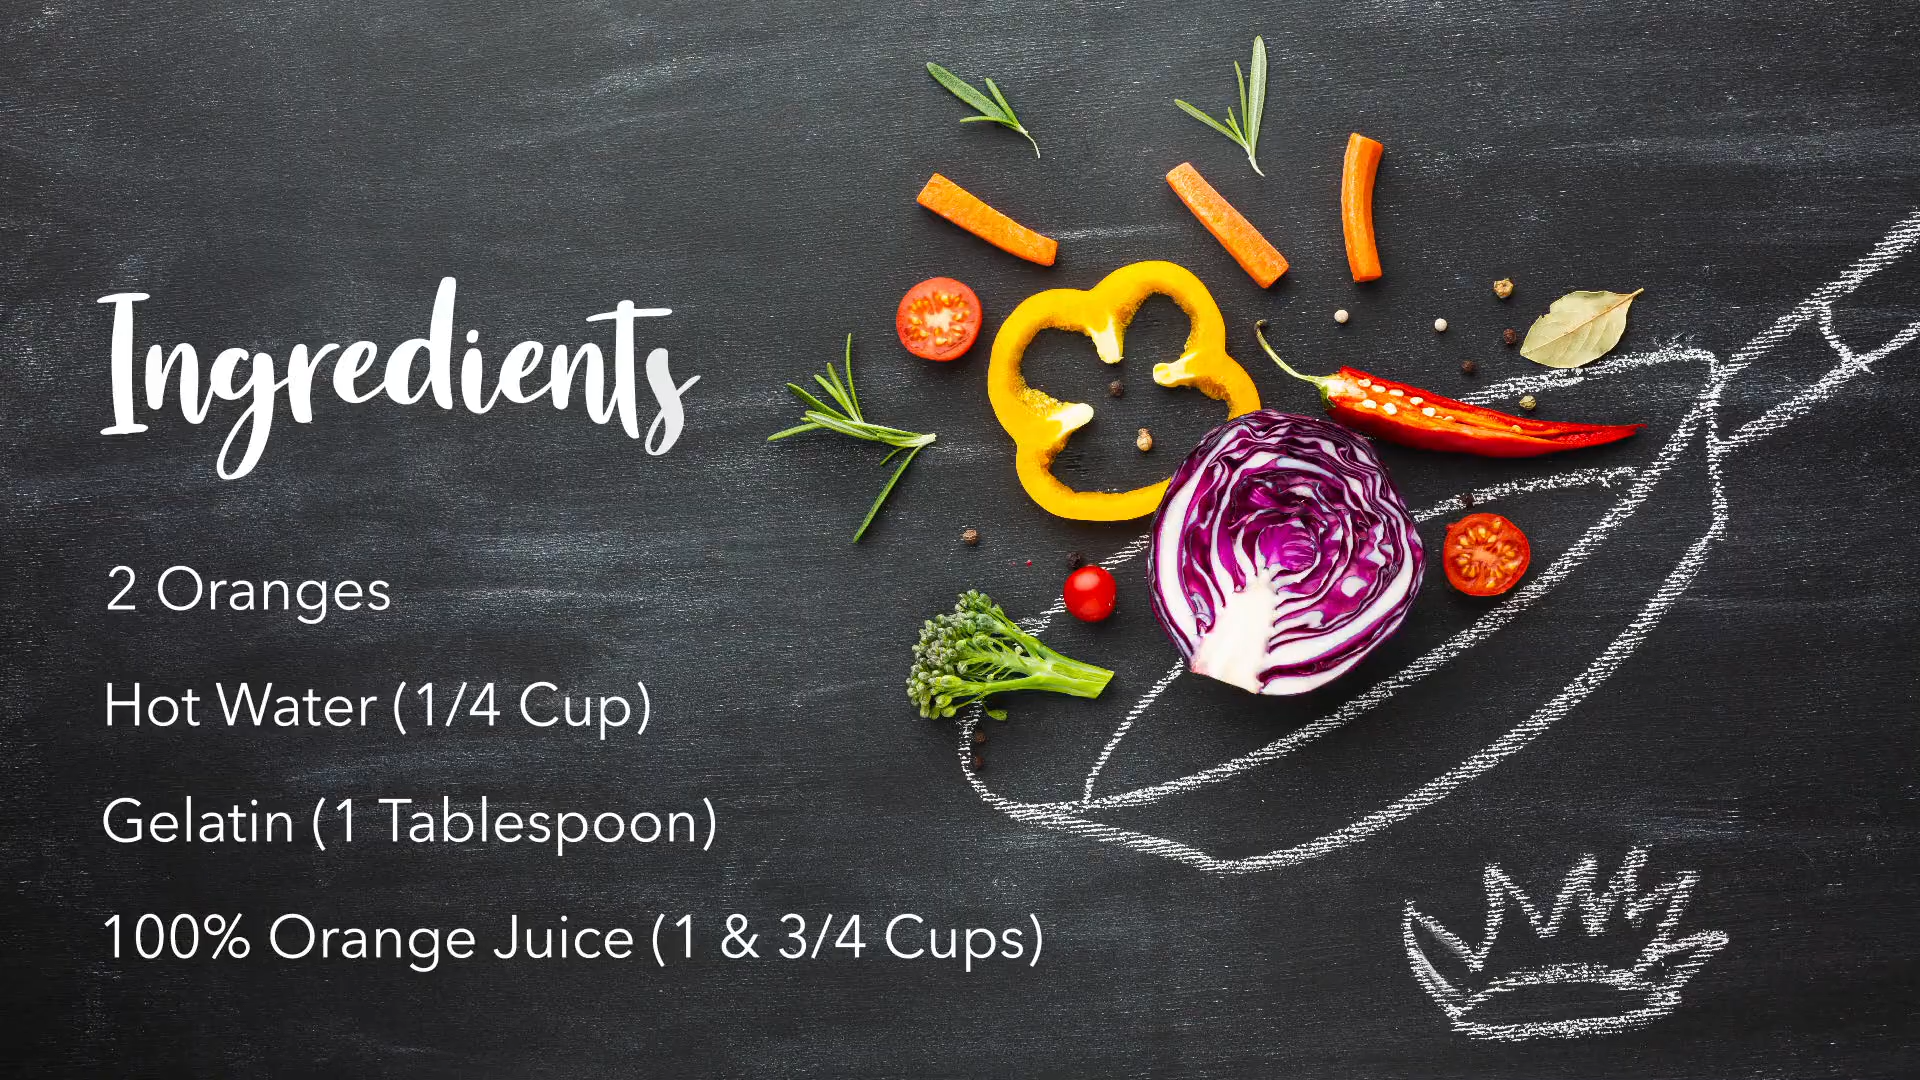 Ingredients
2 Oranges
Hot Water (1/4 Cup)
Gelatin (1 Tablespoon)
100% Orange Juice (1 & 3/4 Cups)